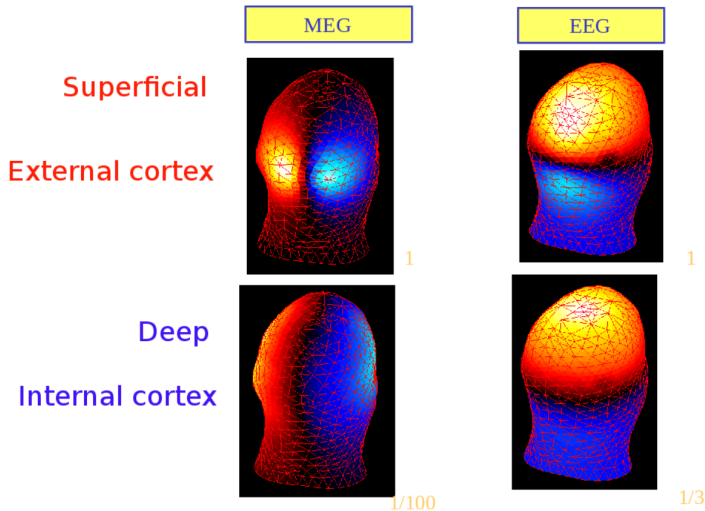 MEG
EEG
Superficial
External cortex
1
1
Deep
Internal cortex
1/100
1/3